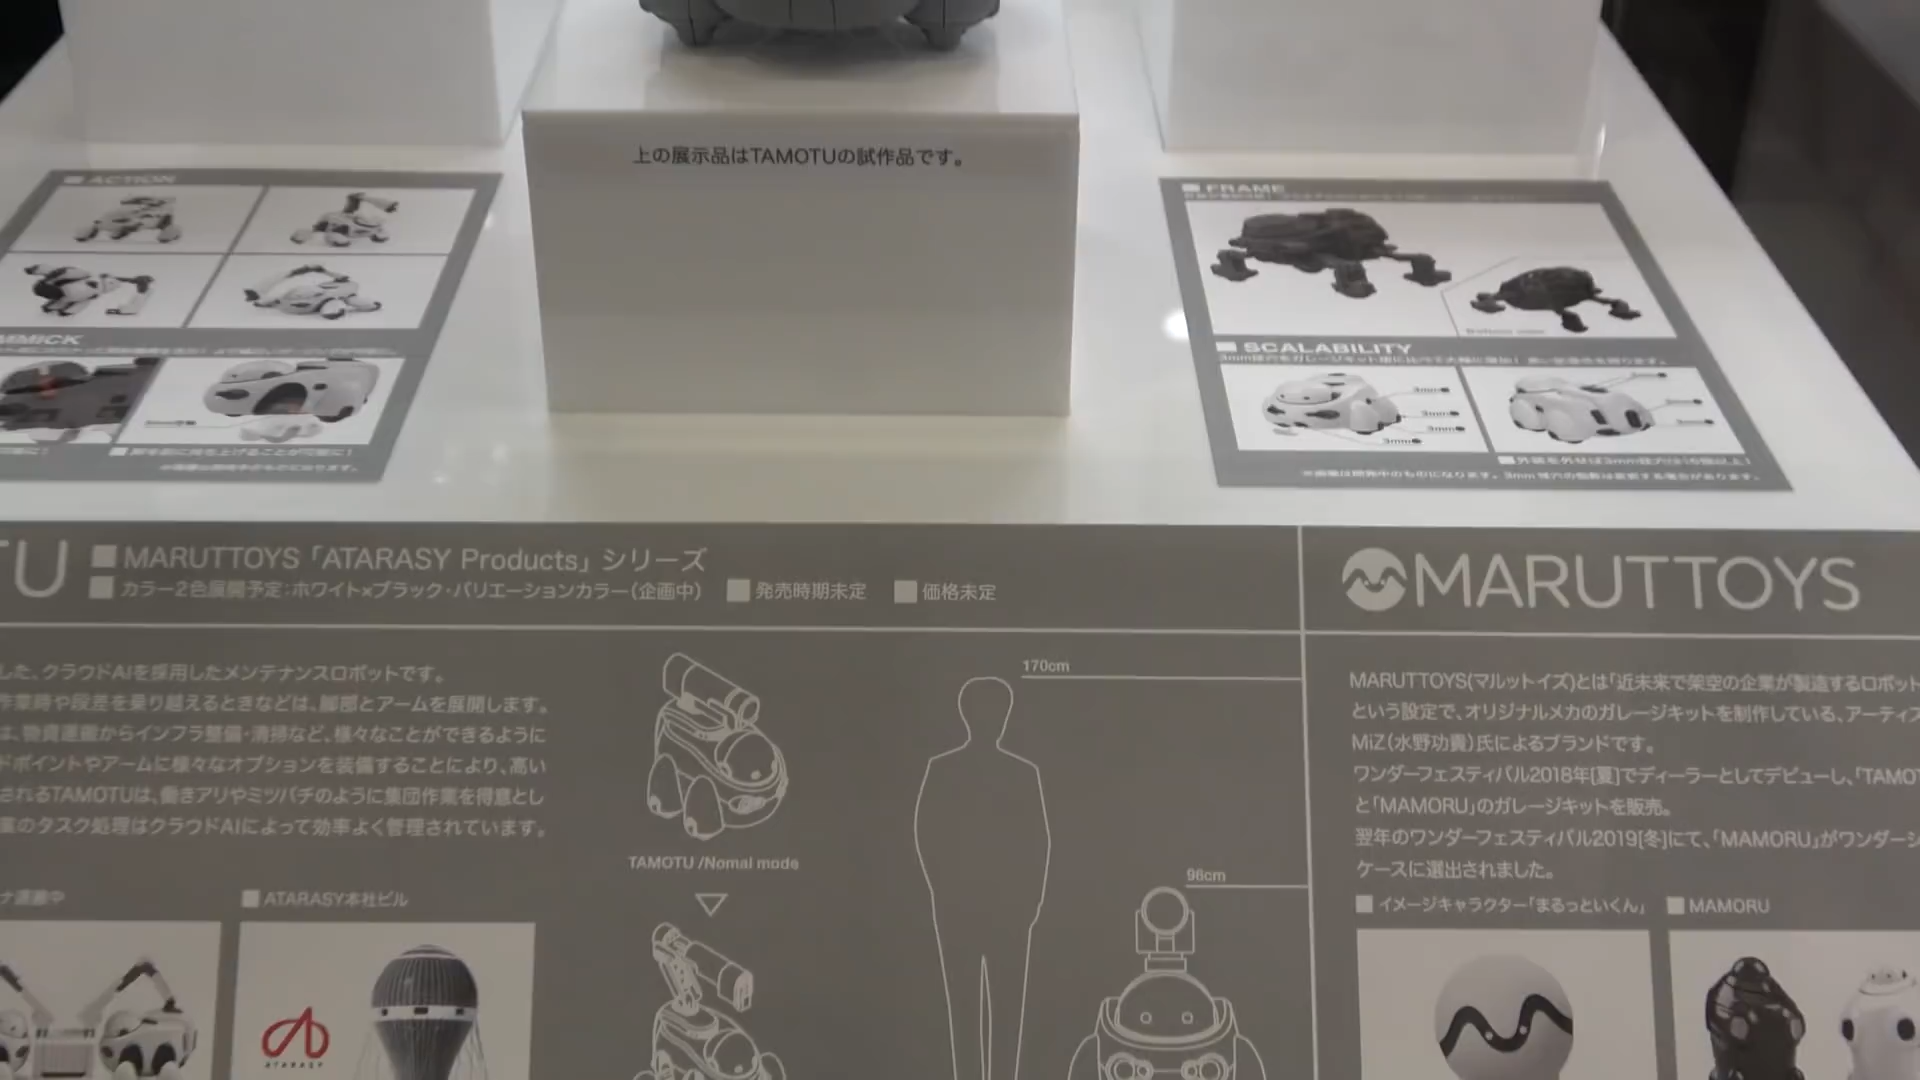 上の展示品はTAMOTUの試作品です。
■ ACTION
■ FRAME
■ SCALABILITY
3mm
3mm
3mm
3mm
3mm
3mm
3mm
TU
■ MARUTTOYS「ATARASY Products」シリーズ
■ カラー2色展開予定:ホワイト×ブラック・バリエーションカラー(企画中) ■ 発売時期未定 ■ 価格未定
MARUTTOYS
した、クラウドAIを採用したメンテナンスロボットです。
作業時や段差を乗り越えるときなどは、脚部とアームを展開します。
は、物資運搬からインフラ整備・清掃など、様々なことができるように
ドポイントやアームに様々なオプションを装備することにより、高い
されるTAMOTUは、働きアリやミツバチのように集団作業を得意とし
業のタスク処理はクラウドAIによって効率よく管理されています。
ナ運搬中
■ ATARASY本社ビル
ATARASY
TAMOTU /Nomal mode
170cm
96cm
MARUTTOYS(マルットイズ)とは「近未来で架空の企業が製造するロボット
という設定で、オリジナルメカのガレージキットを制作している、アーティス
MiZ(水野功貴)氏によるブランドです。
ワンダーフェスティバル2018年[夏]でディーラーとしてデビューし、「TAMOT
と「MAMORU」のガレージキットを販売。
翌年のワンダーフェスティバル2019[冬]にて、「MAMORU」がワンダーシ
ケースに選出されました。
■ イメージキャラクター「まるっといくん」 ■ MAMORU